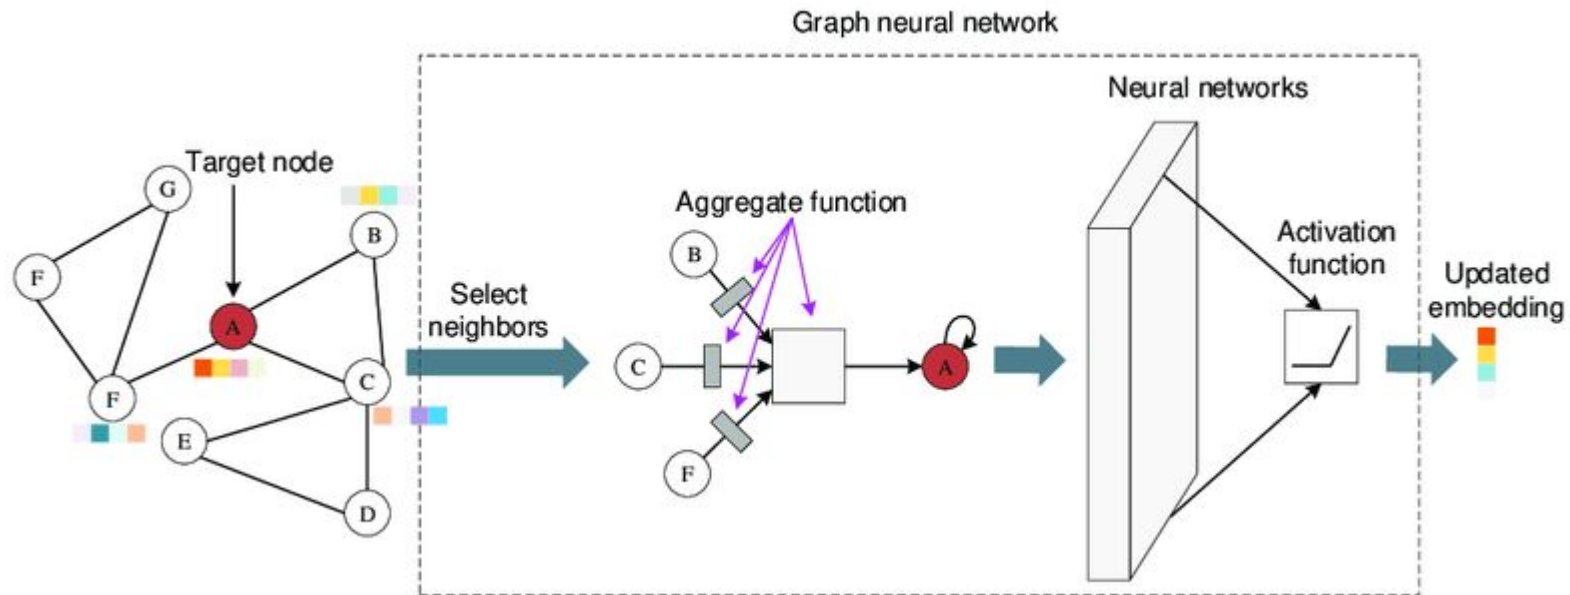 Graph neural network
Neural networks
Target node
G
B
F
A
C
F
E
D
Select
neighbors
Aggregate function
B
C
F
A
Activation
function
Updated
embedding